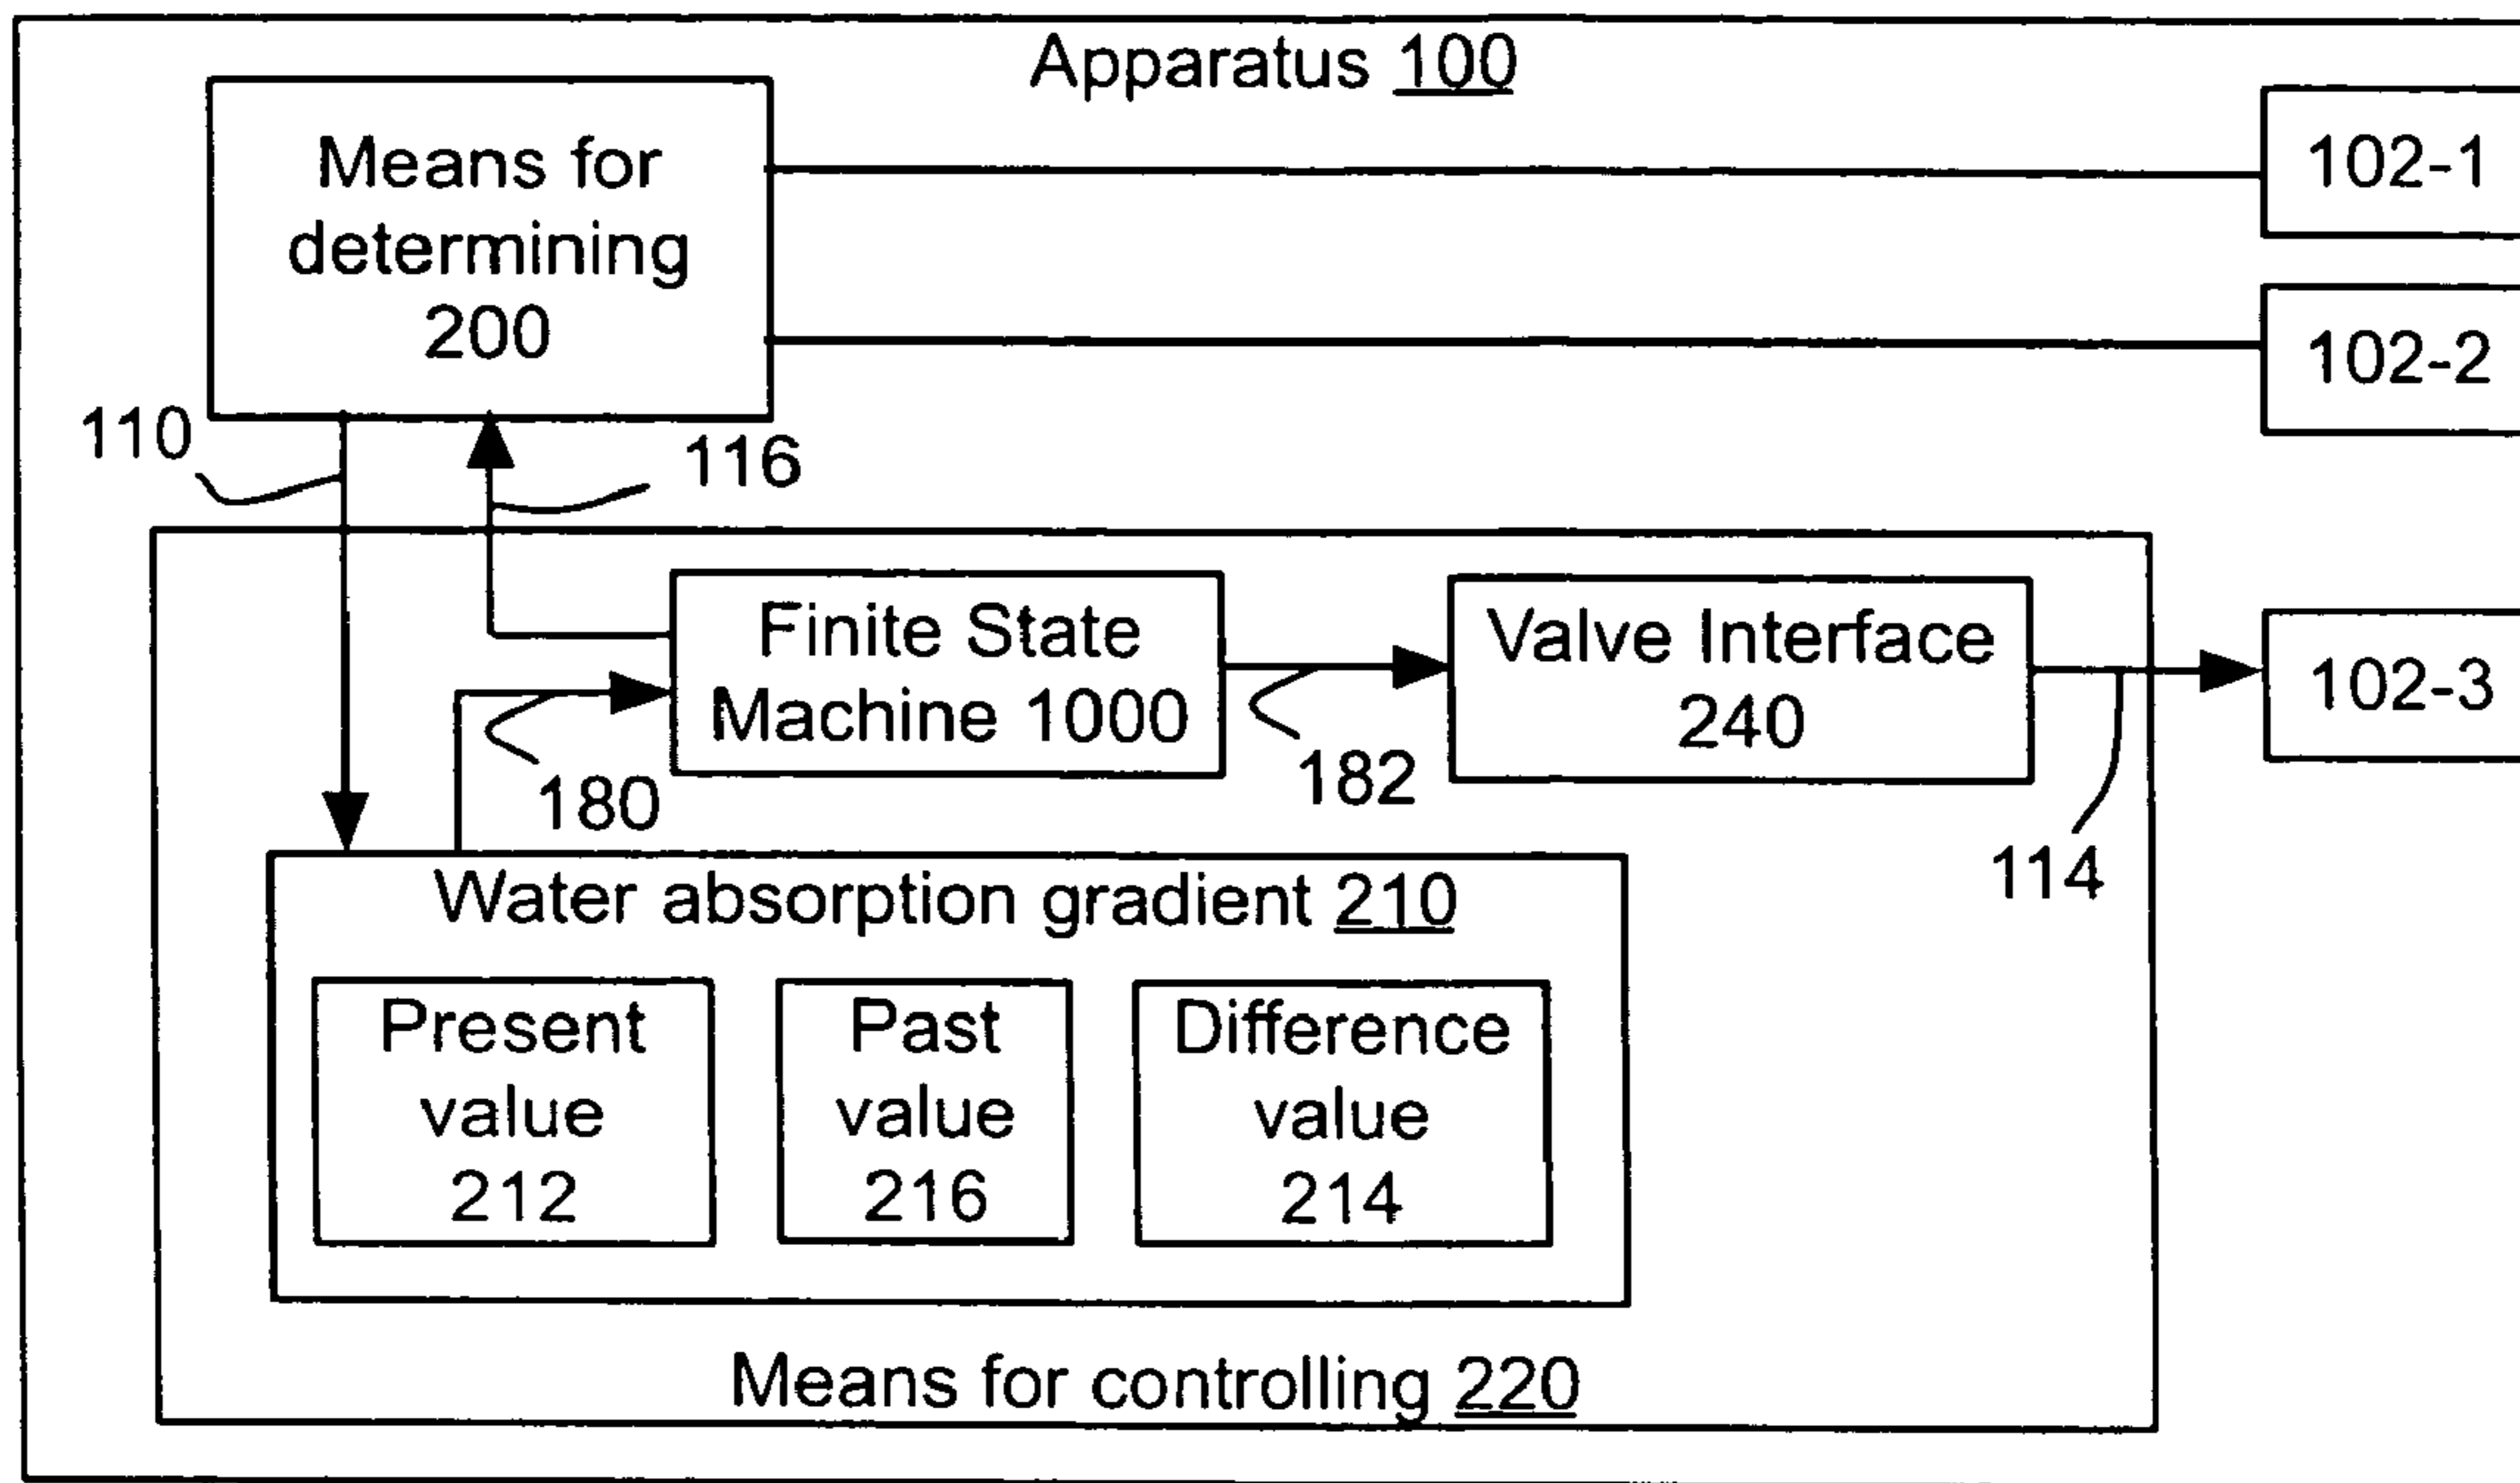 Apparatus 100
Means for
determining
200
102-1
102-2
110
116
Finite State
Machine 1000
Valve Interface
240
102-3
180
182
114
Water absorption gradient 210
Present
value
212
Past
value
216
Difference
value
214
Means for controlling 220